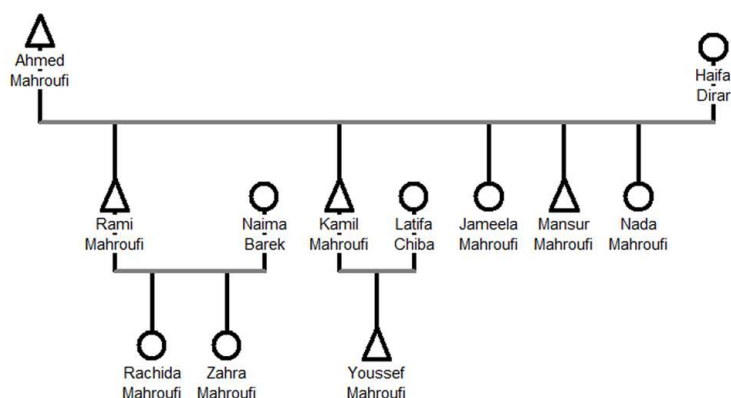 Ahmed
Mahroufi
Haifa
Dirar
Rami
Mahroufi
Naima
Barek
Kamil
Mahroufi
Latifa
Chiba
Jameela
Mahroufi
Mansur
Mahroufi
Nada
Mahroufi
Rachida
Mahroufi
Zahra
Mahroufi
Youssef
Mahroufi